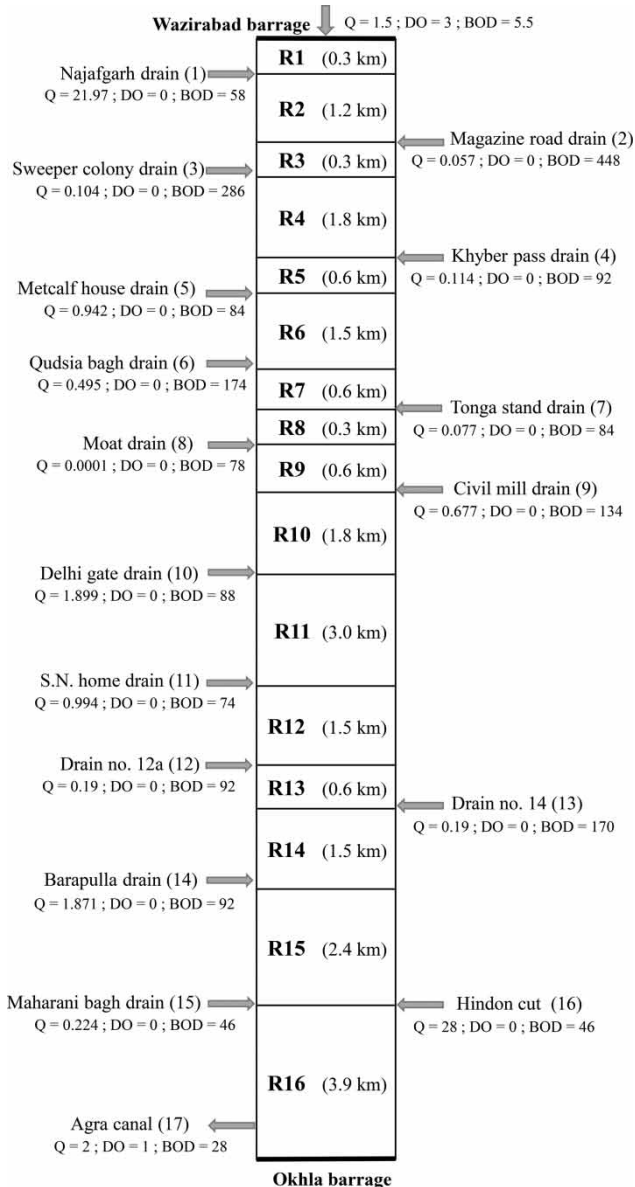 Wazirabad barrage
Q = 1.5 ; DO = 3 ; BOD = 5.5
R1 (0.3 km)
Najafgarh drain (1)
Q = 21.97 ; DO = 0 ; BOD = 58
R2 (1.2 km)
Magazine road drain (2)
Q = 0.057 ; DO = 0 ; BOD = 448
R3 (0.3 km)
Sweeper colony drain (3)
Q = 0.104 ; DO = 0 ; BOD = 286
R4 (1.8 km)
Khyber pass drain (4)
Q = 0.114 ; DO = 0 ; BOD = 92
R5 (0.6 km)
Metcalf house drain (5)
Q = 0.942 ; DO = 0 ; BOD = 84
R6 (1.5 km)
Qudsia bagh drain (6)
Q = 0.495 ; DO = 0 ; BOD = 174
R7 (0.6 km)
Tonga stand drain (7)
Q = 0.077 ; DO = 0 ; BOD = 84
R8 (0.3 km)
Moat drain (8)
Q = 0.0001 ; DO = 0 ; BOD = 78
R9 (0.6 km)
Civil mill drain (9)
Q = 0.677 ; DO = 0 ; BOD = 134
R10 (1.8 km)
Delhi gate drain (10)
Q = 1.899 ; DO = 0 ; BOD = 88
R11 (3.0 km)
S.N. home drain (11)
Q = 0.994 ; DO = 0 ; BOD = 74
R12 (1.5 km)
Drain no. 12a (12)
Q = 0.19 ; DO = 0 ; BOD = 92
R13 (0.6 km)
Drain no. 14 (13)
Q = 0.19 ; DO = 0 ; BOD = 170
R14 (1.5 km)
Barapulla drain (14)
Q = 1.871 ; DO = 0 ; BOD = 92
R15 (2.4 km)
Maharani bagh drain (15)
Q = 0.224 ; DO = 0 ; BOD = 46
Hindon cut (16)
Q = 28 ; DO = 0 ; BOD = 46
R16 (3.9 km)
Agra canal (17)
Q = 2 ; DO = 1 ; BOD = 28
Okhla barrage